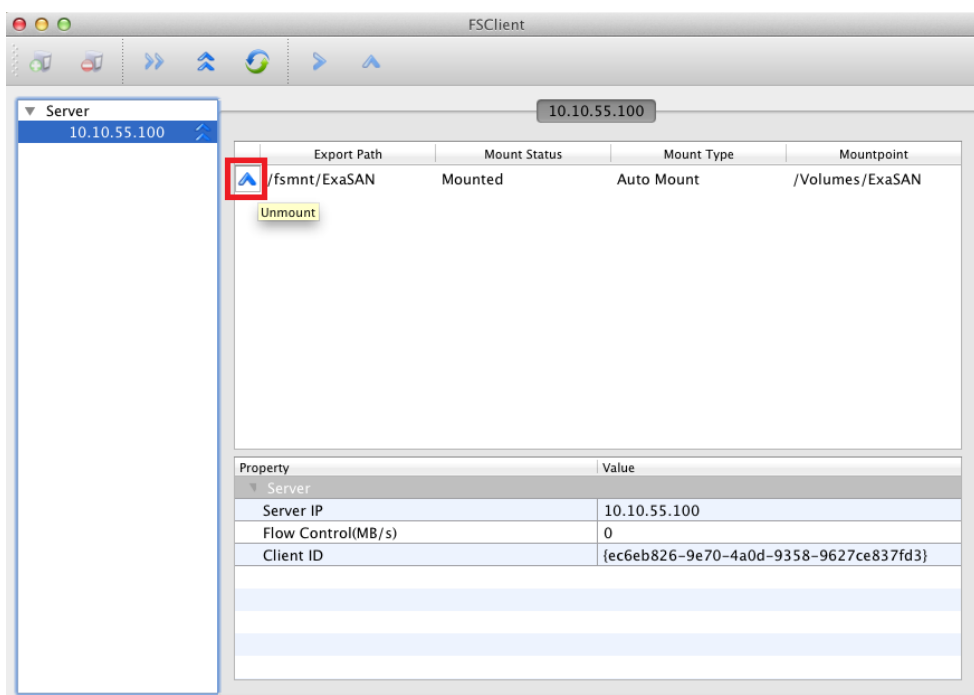 FSClient
Server
10.10.55.100
10.10.55.100
Export Path Mount Status Mount Type Mountpoint
/fsmnt/ExaSAN Mounted Auto Mount /Volumes/ExaSAN
Unmount
Property Value
Server
Server IP 10.10.55.100
Flow Control(MB/s) 0
Client ID {ec6eb826-9e70-4a0d-9358-9627ce837fd3}